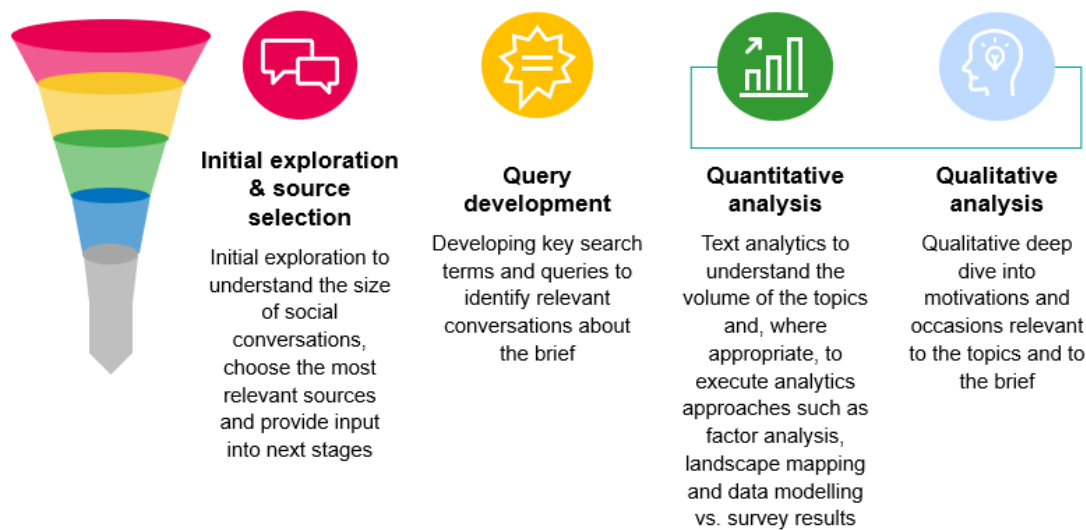 Initial exploration
& source
selection
Initial exploration to
understand the size
of social
conversations,
choose the most
relevant sources
and provide input
into next stages
Query
development
Developing key search
terms and queries to
identify relevant
conversations about
the brief
Quantitative
analysis
Text analytics to
understand the
volume of the topics
and, where
appropriate, to
execute analytics
approaches such as
factor analysis,
landscape mapping
and data modelling
vs. survey results
Qualitative
analysis
Qualitative deep
dive into
motivations and
occasions relevant
to the topics and to
the brief